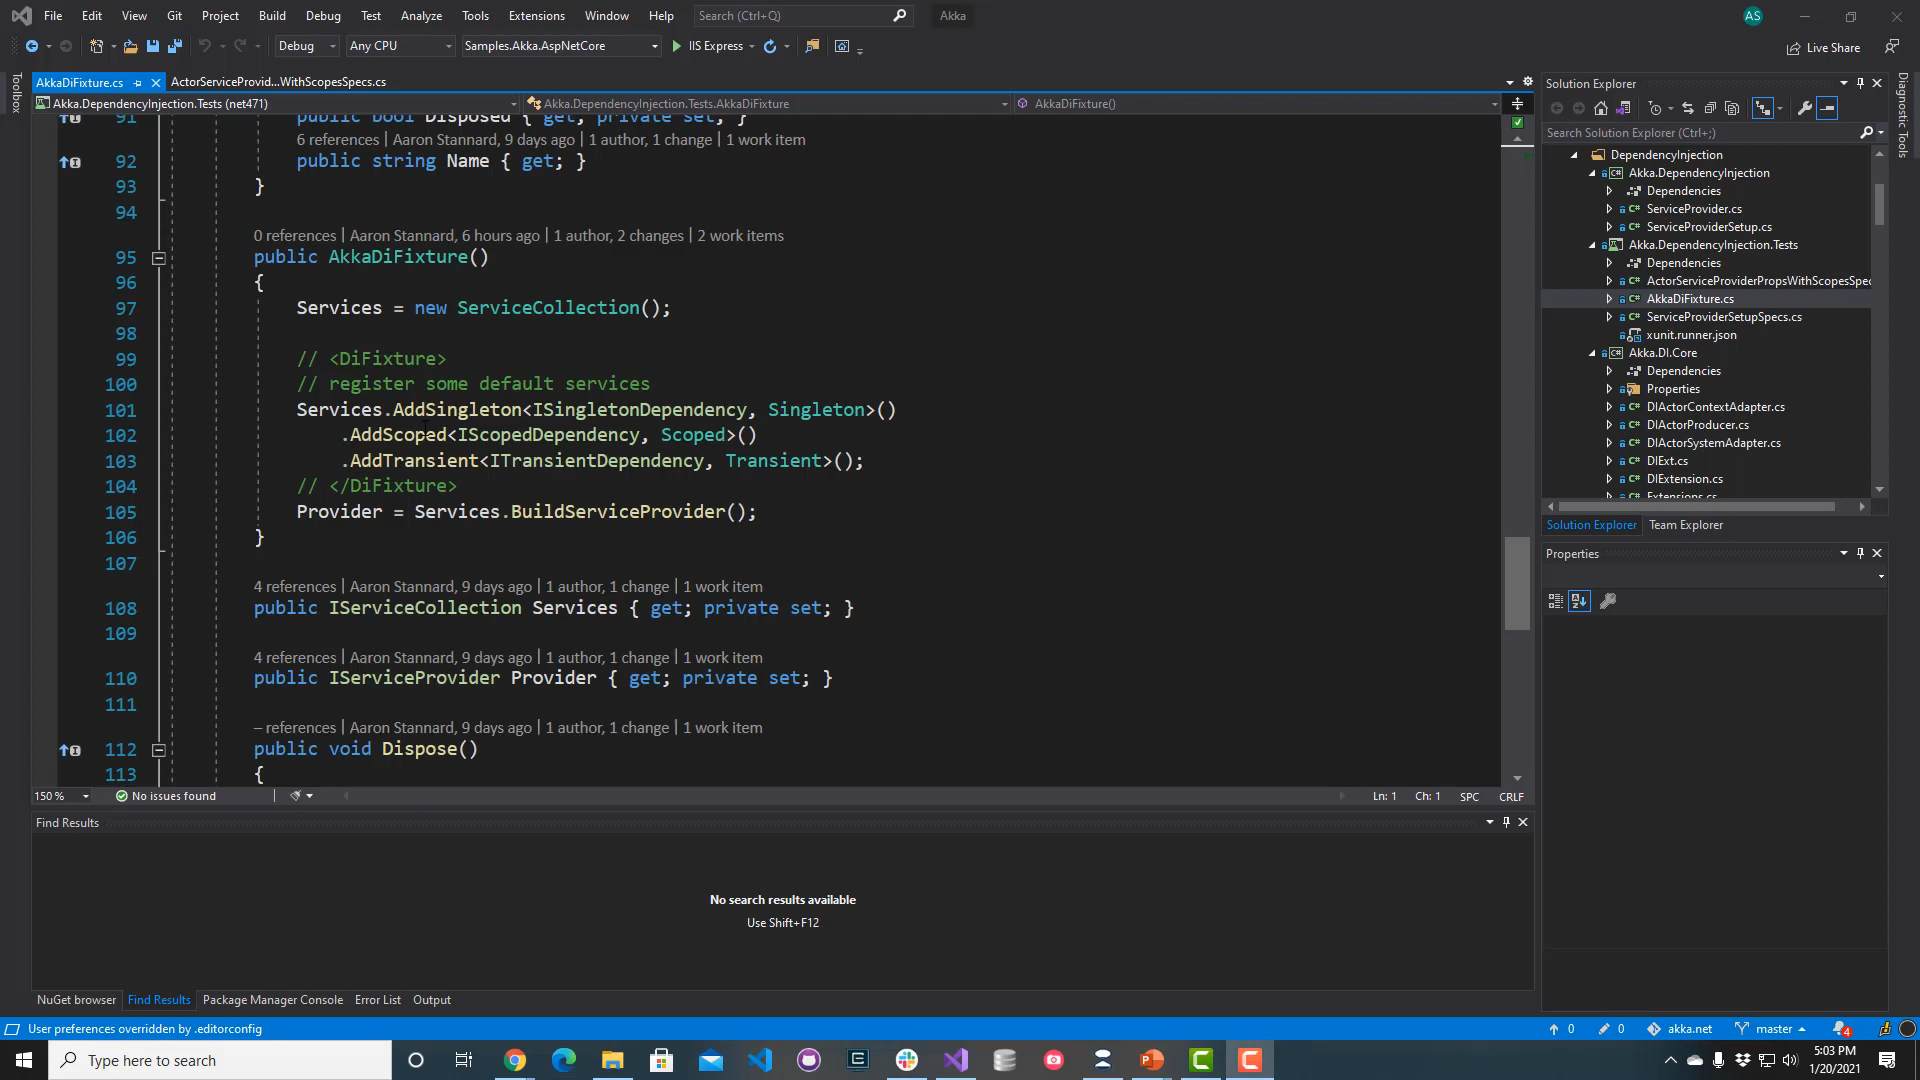 File Edit View Git Project Build Debug Test Analyze Tools Extensions Window Help Search (Ctrl+Q) Akka AS
Debug Any CPU Samples.Akka.AspNetCore IIS Express Live Share
Toolbox
AkkaDiFixture.cs ActorServiceProvid...WithScopesSpecs.cs
Akka.DependencyInjection.Tests (net471) Akka.DependencyInjection.Tests.AkkaDiFixture AkkaDiFixture()
91 public bool Disposed { get; private set; }
6 references | Aaron Stannard, 9 days ago | 1 author, 1 change | 1 work item
92 public string Name { get; }
93 }
94
0 references | Aaron Stannard, 6 hours ago | 1 author, 2 changes | 2 work items
95 public AkkaDiFixture()
96 {
97 Services = new ServiceCollection();
98
99 // <DiFixture>
100 // register some default services
101 Services.AddSingleton<ISingletonDependency, Singleton>()
102 .AddScoped<IScopedDependency, Scoped>()
103 .AddTransient<ITransientDependency, Transient>();
104 // </DiFixture>
105 Provider = Services.BuildServiceProvider();
106 }
107
4 references | Aaron Stannard, 9 days ago | 1 author, 1 change | 1 work item
108 public IServiceCollection Services { get; private set; }
109
4 references | Aaron Stannard, 9 days ago | 1 author, 1 change | 1 work item
110 public IServiceProvider Provider { get; private set; }
111
– references | Aaron Stannard, 9 days ago | 1 author, 1 change | 1 work item
112 public void Dispose()
113 {
150 % No issues found Ln: 1 Ch: 1 SPC CRLF
Find Results
No search results available
Use Shift+F12
NuGet browser Find Results Package Manager Console Error List Output
Solution Explorer
Search Solution Explorer (Ctrl+;)
DependencyInjection
C# Akka.DependencyInjection
Dependencies
C# ServiceProvider.cs
C# ServiceProviderSetup.cs
Akka.DependencyInjection.Tests
Dependencies
C# ActorServiceProviderPropsWithScopesSpec
C# AkkaDiFixture.cs
C# ServiceProviderSetupSpecs.cs
xunit.runner.json
C# Akka.DI.Core
Dependencies
Properties
C# DIActorContextAdapter.cs
C# DIActorProducer.cs
C# DIActorSystemAdapter.cs
C# DIExt.cs
C# DIExtension.cs
C# Extensions.cs
Solution Explorer Team Explorer
Properties
Diagnostic Tools
User preferences overridden by .editorconfig 0 0 akka.net master 4
Type here to search
5:03 PM
1/20/2021